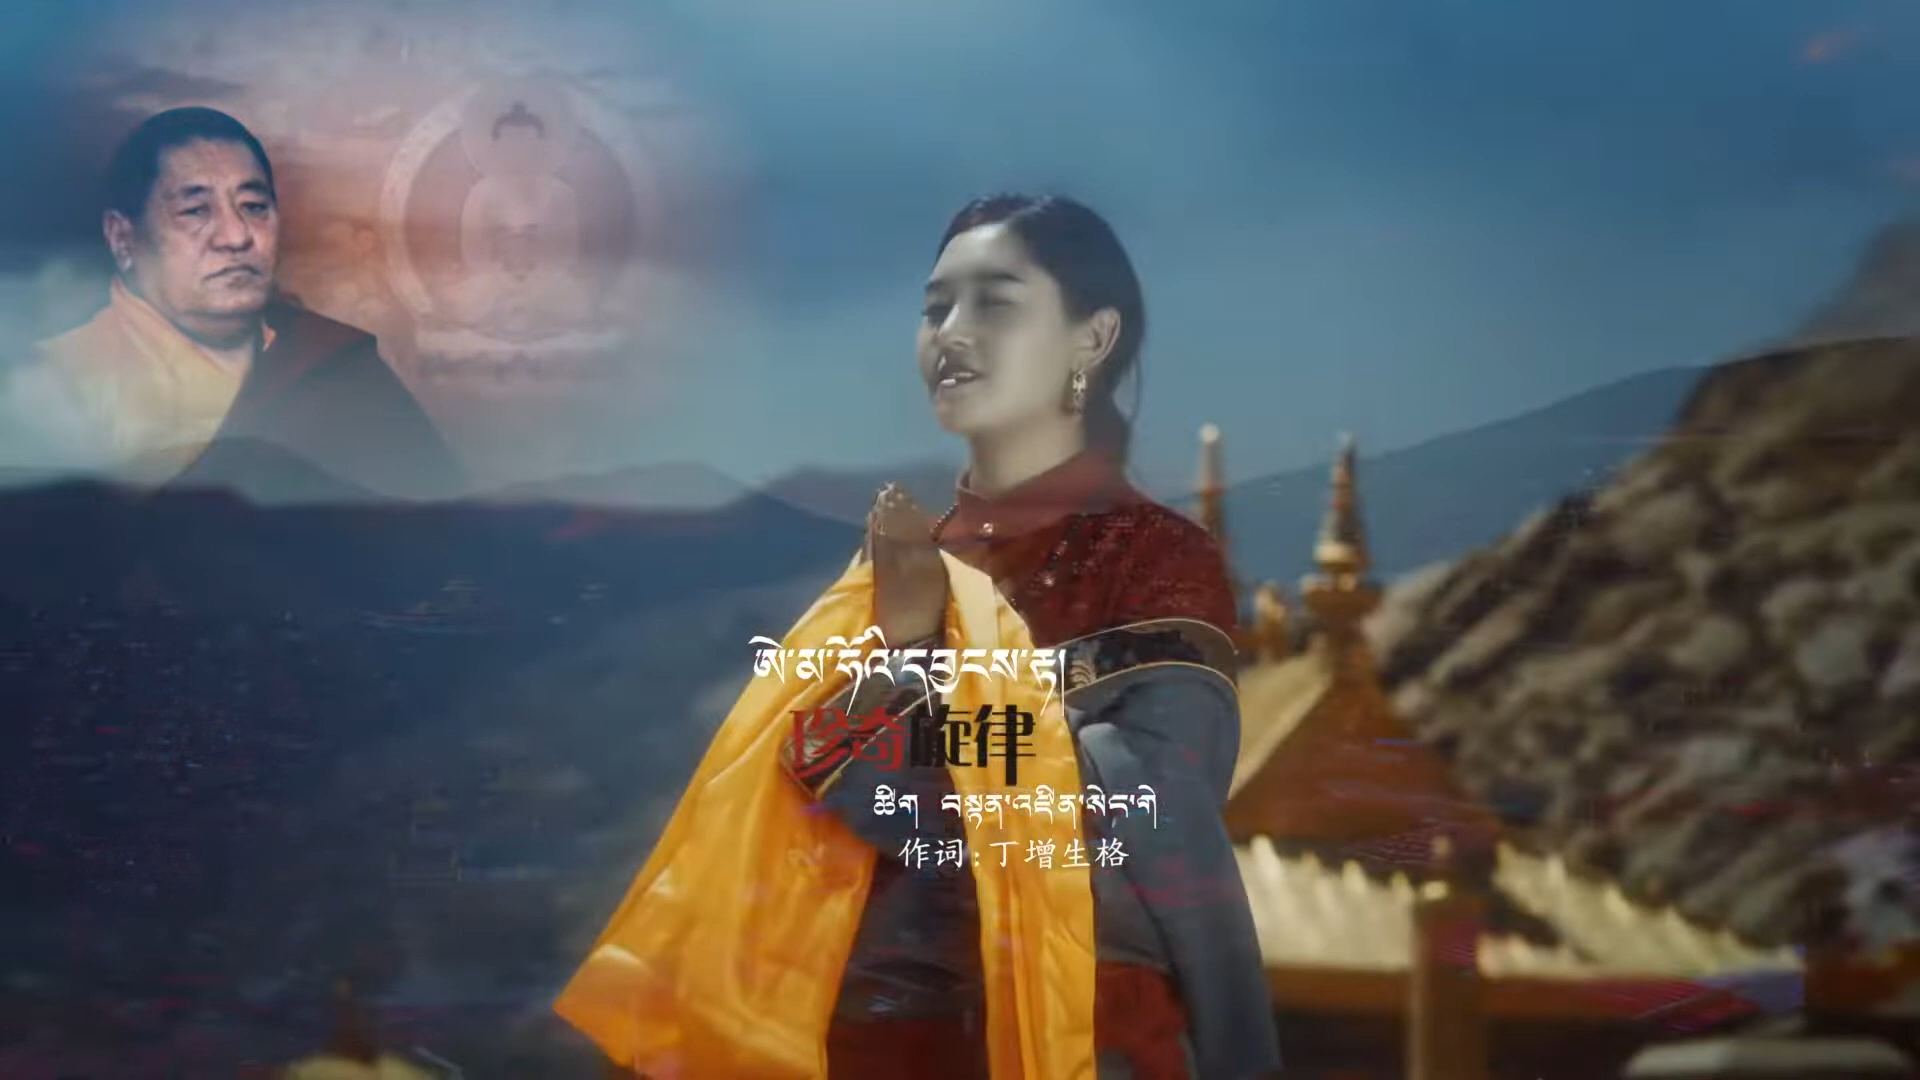 ཨེ་མ་ཧོའི་དབྱངས་རྟ།
珍奇旋律
ཚིག བསྟན་འཛིན་སེང་གེ
作词:丁增生格